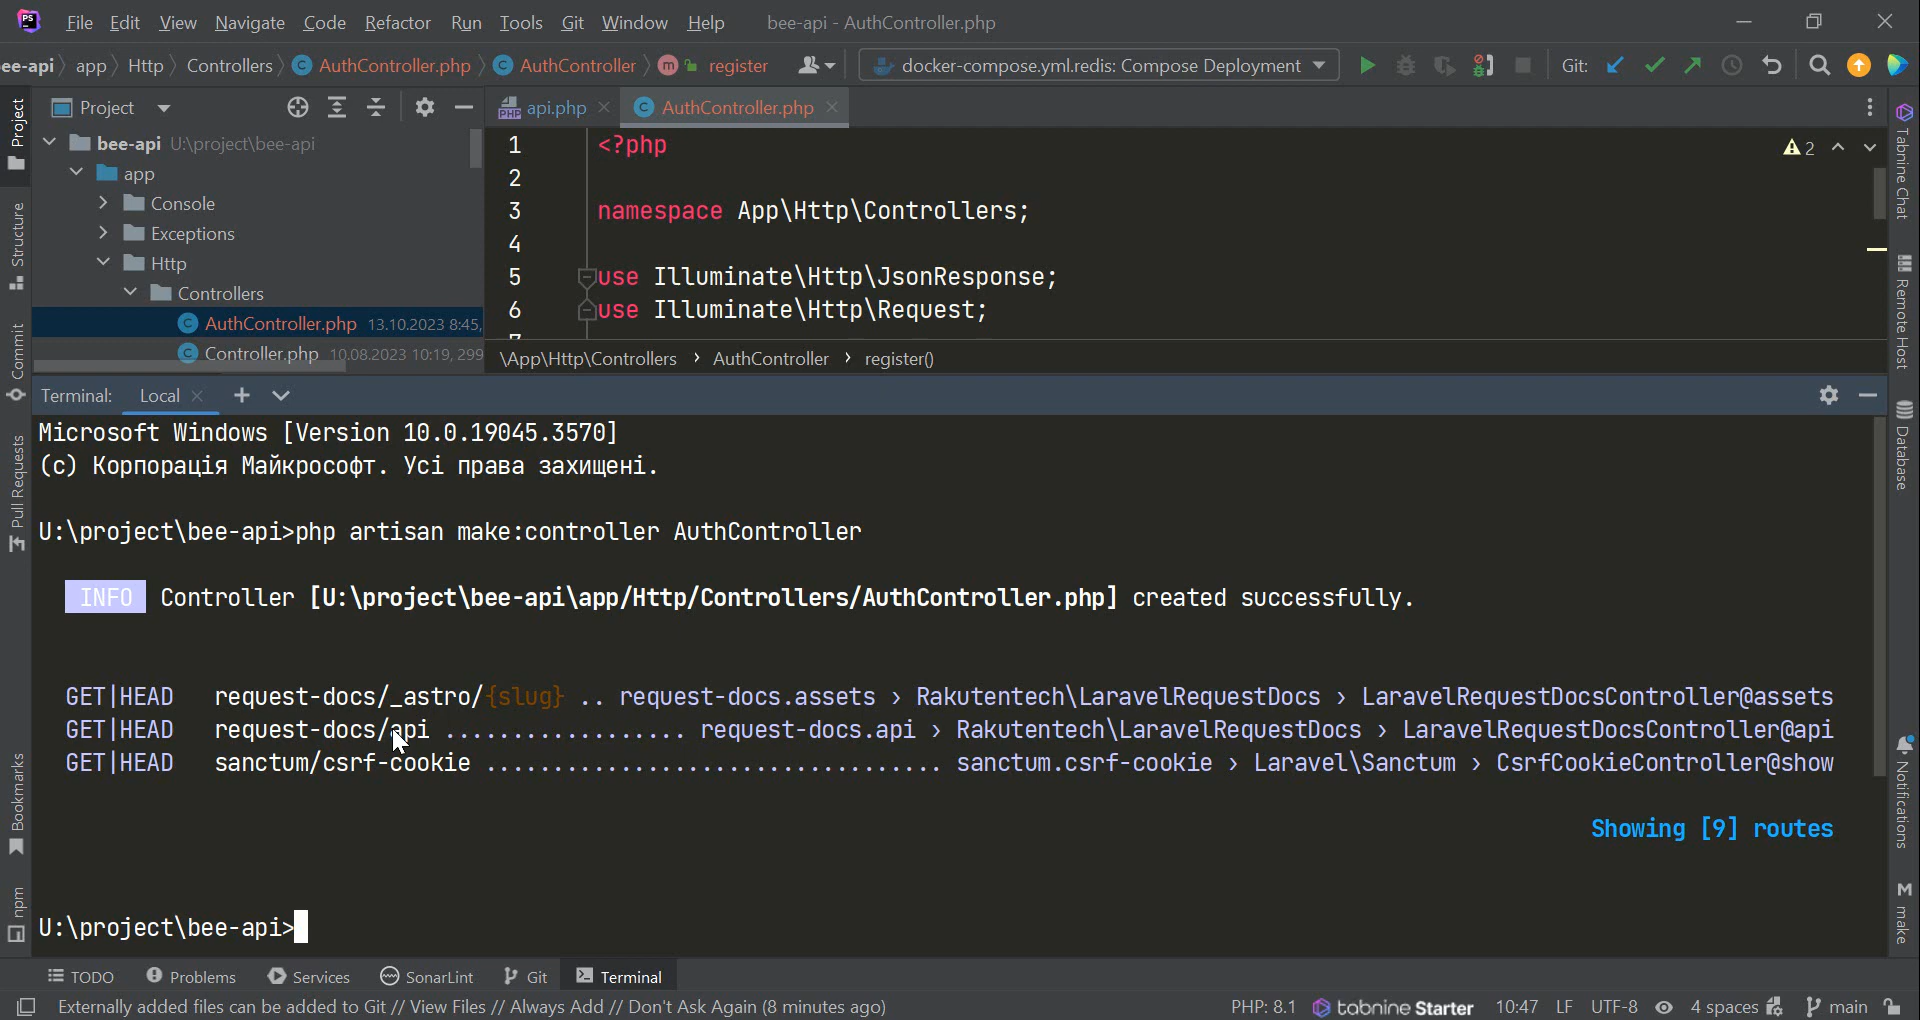 PS File Edit View Navigate Code Refactor Run Tools Git Window Help bee-api - AuthController.php
ee-api app Http Controllers AuthController.php AuthController register docker-compose.yml.redis: Compose Deployment Git:
Project
api.php AuthController.php
bee-api U:\project\bee-api
app
Console
Exceptions
Http
Controllers
AuthController.php 13.10.2023 8:45,
Controller.php 10.08.2023 10:19, 299
1 <?php
2
3 namespace App\Http\Controllers;
4
5 use Illuminate\Http\JsonResponse;
6 use Illuminate\Http\Request;
2
\App\Http\Controllers › AuthController › register()
Terminal: Local
Microsoft Windows [Version 10.0.19045.3570]
(c) Корпорація Майкрософт. Усі права захищені.
U:\project\bee-api>php artisan make:controller AuthController
INFO Controller [U:\project\bee-api\app/Http/Controllers/AuthController.php] created successfully.
GET|HEAD request-docs/_astro/{slug} .. request-docs.assets › Rakutentech\LaravelRequestDocs › LaravelRequestDocsController@assets
GET|HEAD request-docs/api .................. request-docs.api › Rakutentech\LaravelRequestDocs › LaravelRequestDocsController@api
GET|HEAD sanctum/csrf-cookie .................................. sanctum.csrf-cookie › Laravel\Sanctum › CsrfCookieController@show
Showing [9] routes
U:\project\bee-api>
TODO Problems Services SonarLint Git Terminal
Externally added files can be added to Git // View Files // Always Add // Don't Ask Again (8 minutes ago) PHP: 8.1 tabnine Starter 10:47 LF UTF-8 4 spaces main
Project
Structure
Commit
Pull Requests
Bookmarks
npm
Tabnine Chat
Remote Host
Database
Notifications
M make